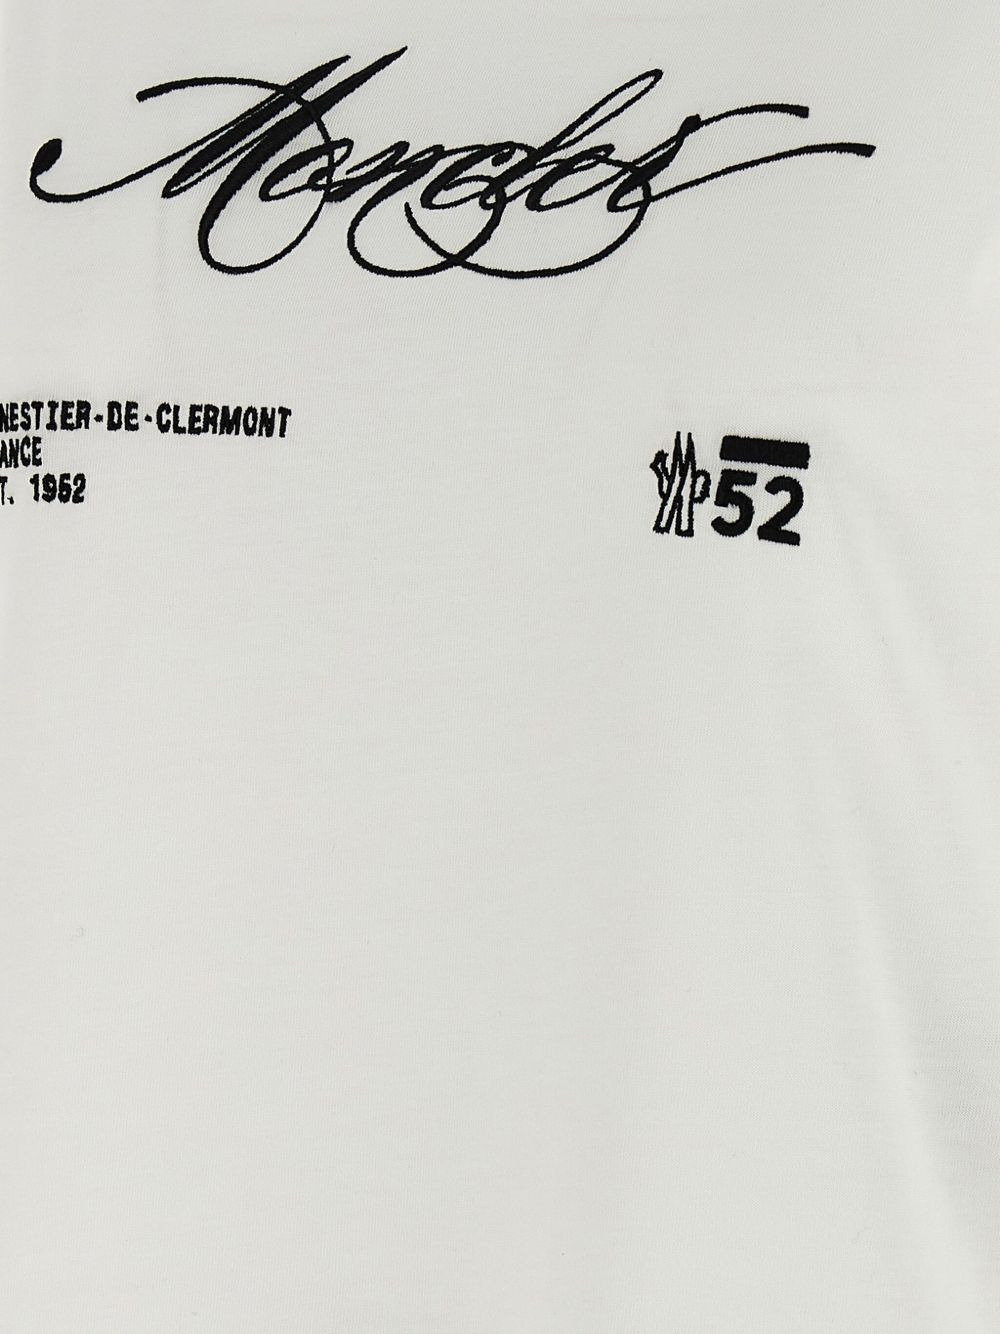 Moncler
NESTIER-DE-CLERMONT
ANCE
T. 1952
52